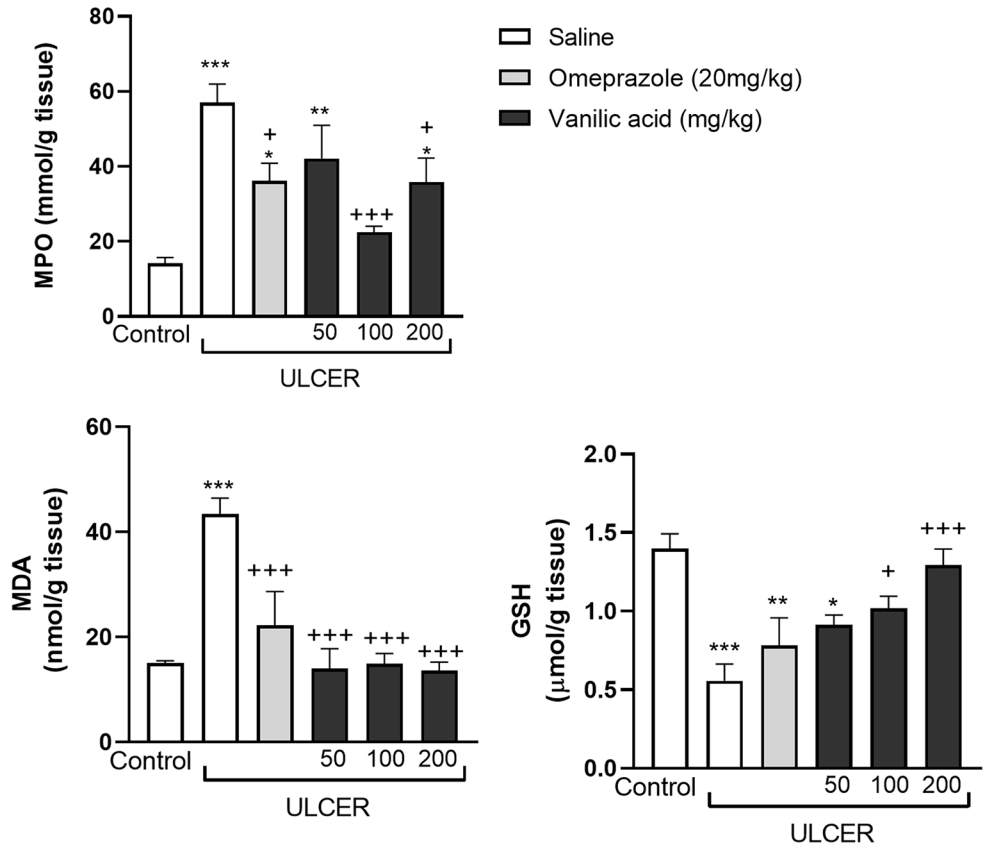 80
60
40
20
0
MPO (mmol/g tissue)
***
+
*
**
+++
+
*
Control
50 100 200
ULCER
Saline
Omeprazole (20mg/kg)
Vanilic acid (mg/kg)
60
40
20
0
MDA
(nmol/g tissue)
***
+++
+++
+++
+++
Control
50 100 200
ULCER
2.0
1.5
1.0
0.5
0.0
GSH
(μmol/g tissue)
***
**
*
+
+++
Control
50 100 200
ULCER